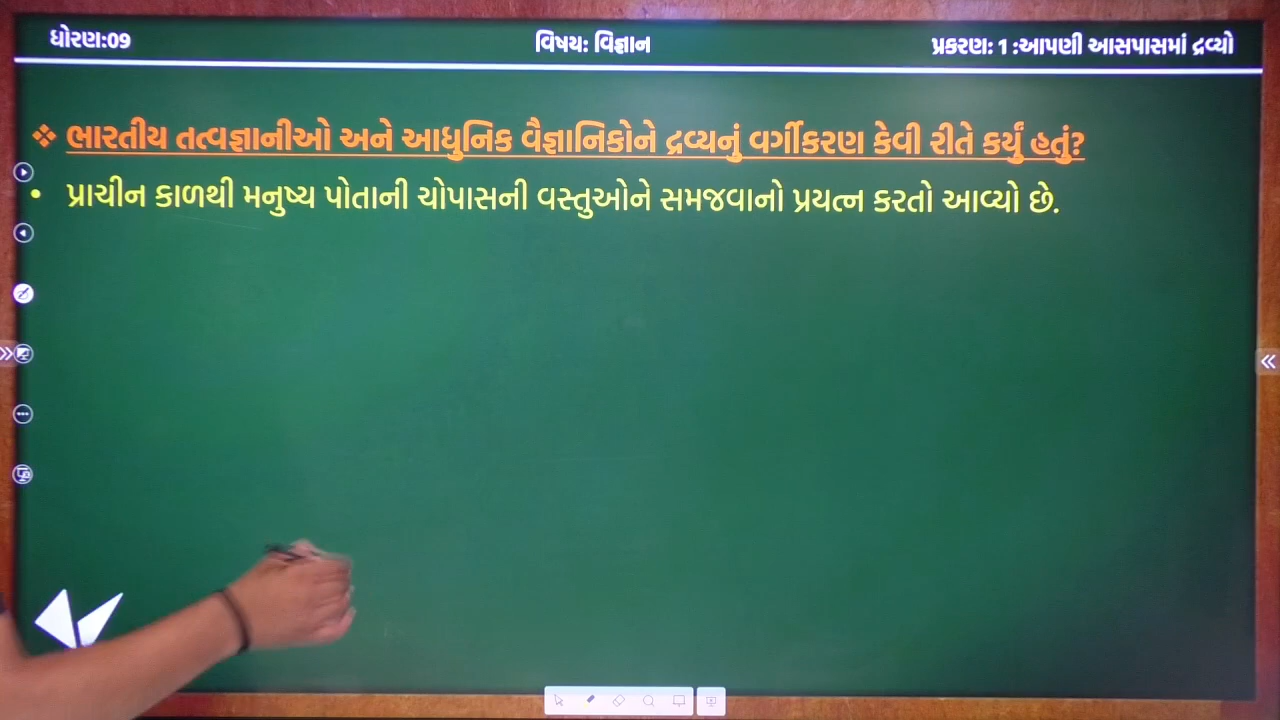 ધોરણ:09
વિષય: વિજ્ઞાન
પ્રકરણ: 1 :આપણી આસપાસમાં દ્રવ્યો
❖ ભારતીય તત્વજ્ઞાનીઓ અને આધુનિક વૈજ્ઞાનિકોને દ્રવ્યનું વર્ગીકરણ કેવી રીતે કર્યું હતું?
• પ્રાચીન કાળથી મનુષ્ય પોતાની ચોપાસની વસ્તુઓને સમજવાનો પ્રયત્ન કરતો આવ્યો છે.